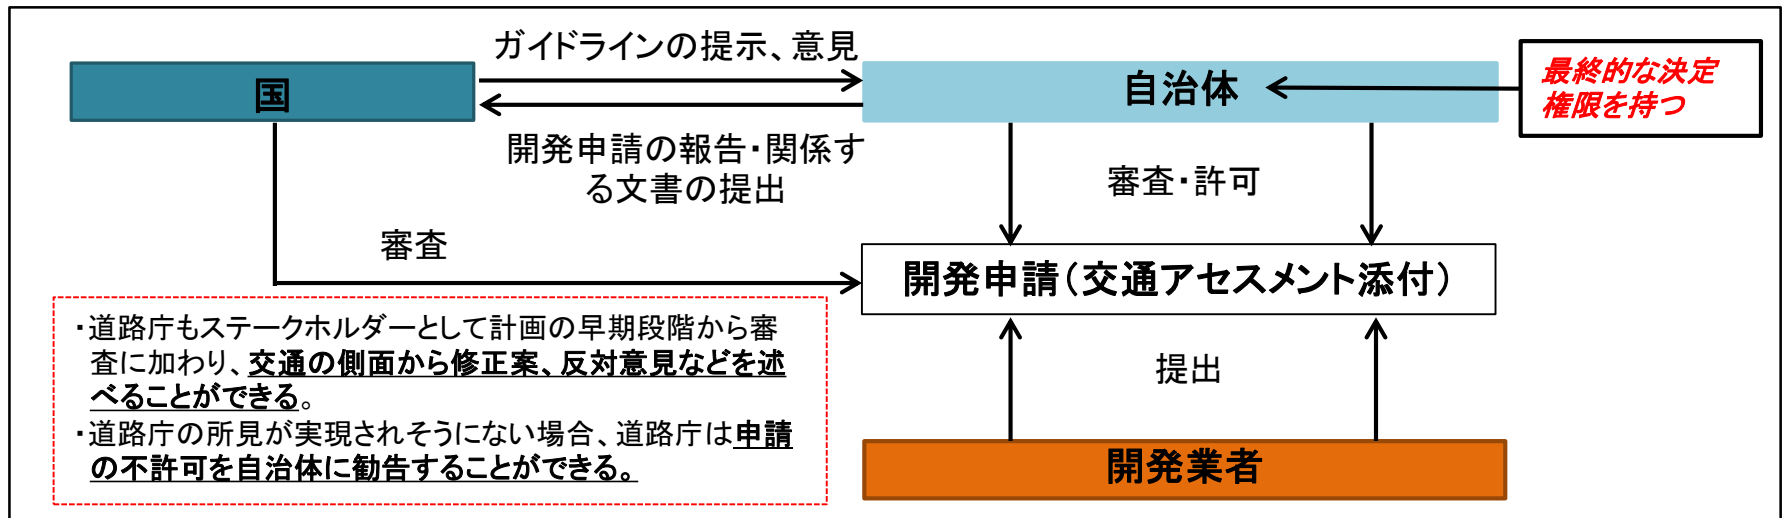 ガイドラインの提示、意見
国
自治体
最終的な決定
権限を持つ
開発申請の報告・関係す
る文書の提出
審査・許可
審査
開発申請（交通アセスメント添付）
・道路庁もステークホルダーとして計画の早期段階から審
査に加わり、交通の側面から修正案、反対意見などを述
べることができる。
・道路庁の所見が実現されそうにない場合、道路庁は申請
の不許可を自治体に勧告することができる。
提出
開発業者